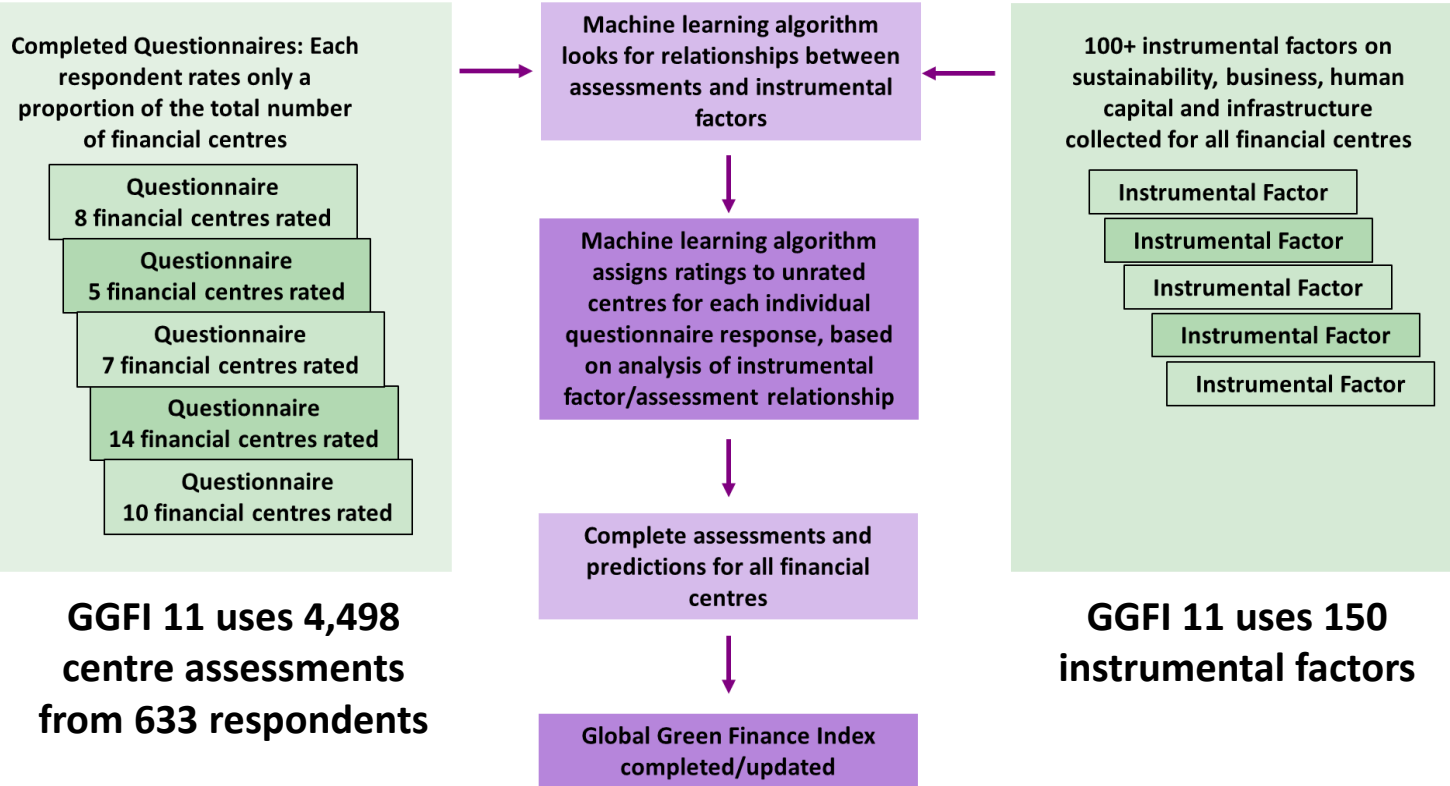 Completed Questionnaires: Each
respondent rates only a
proportion of the total number
of financial centres
Questionnaire
8 financial centres rated
Questionnaire
5 financial centres rated
Questionnaire
7 financial centres rated
Questionnaire
14 financial centres rated
Questionnaire
10 financial centres rated
GGFI 11 uses 4,498
centre assessments
from 633 respondents
Machine learning algorithm
looks for relationships between
assessments and instrumental
factors
Machine learning algorithm
assigns ratings to unrated
centres for each individual
questionnaire response, based
on analysis of instrumental
factor/assessment relationship
Complete assessments and
predictions for all financial
centres
Global Green Finance Index
completed/updated
100+ instrumental factors on
sustainability, business, human
capital and infrastructure
collected for all financial centres
Instrumental Factor
Instrumental Factor
Instrumental Factor
Instrumental Factor
Instrumental Factor
GGFI 11 uses 150
instrumental factors